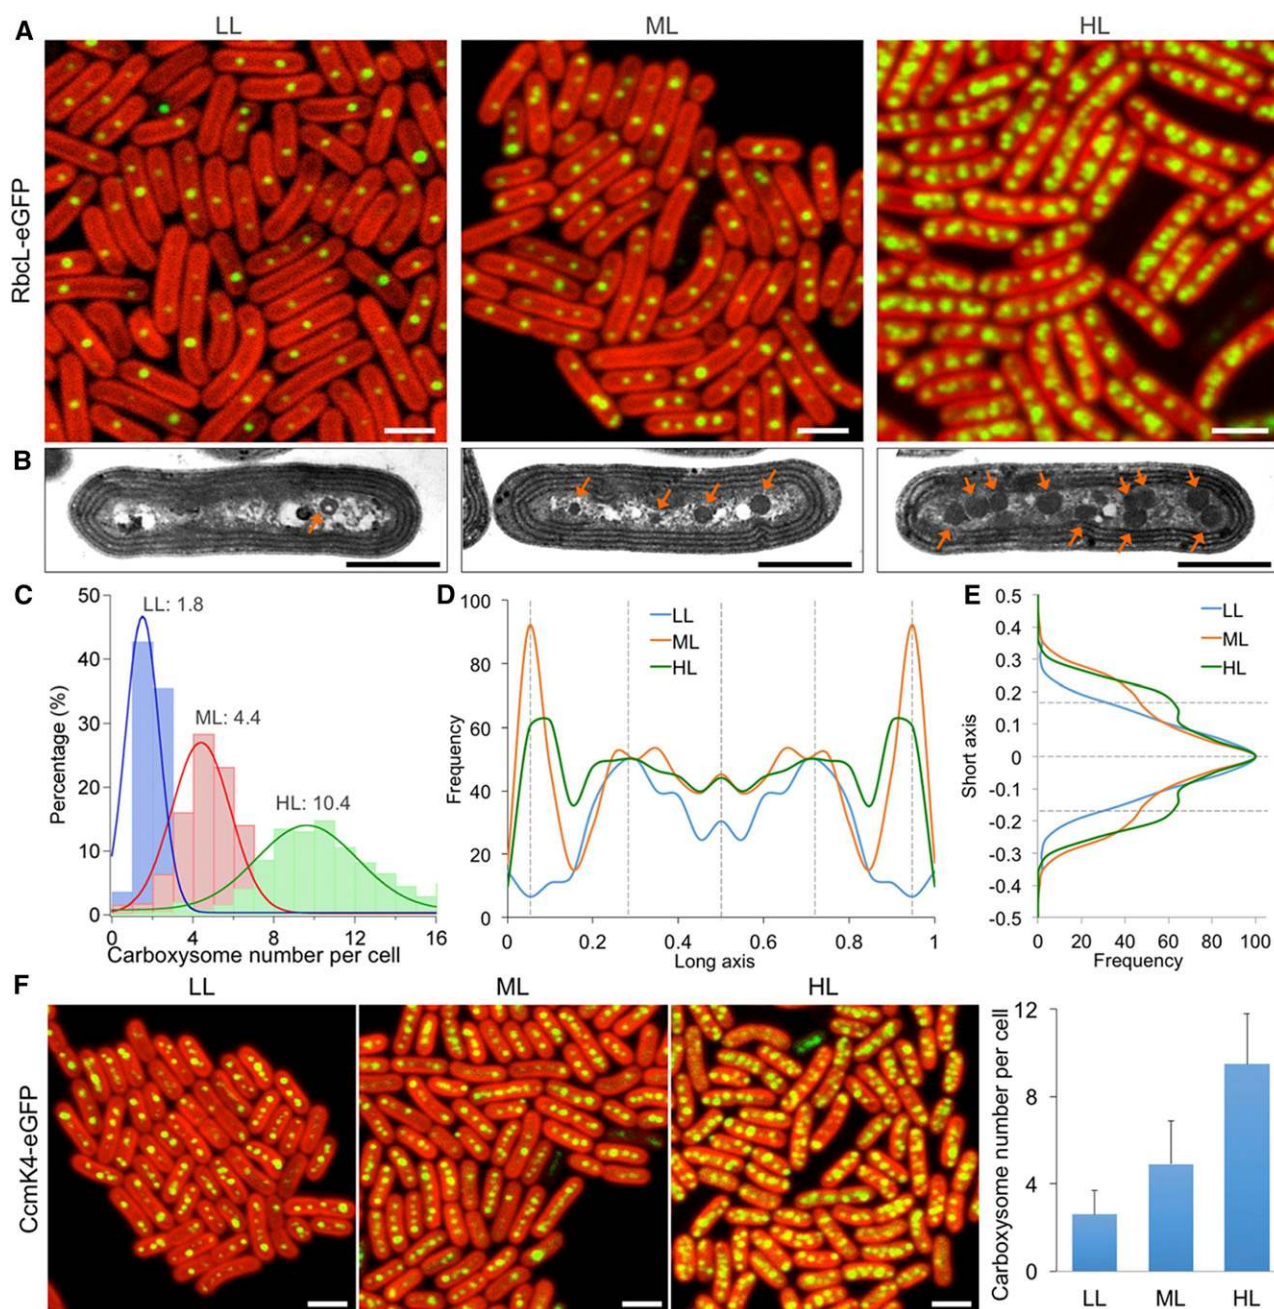 A
LL
ML
HL
RbcL-eGFP
B
C
50
40
30
20
10
0
Percentage (%)
LL: 1.8
ML: 4.4
HL: 10.4
0
4
8
12
16
Carboxysome number per cell
D
100
80
60
40
20
0
Frequency
LL
ML
HL
0
0.2
0.4
0.6
0.8
1
Long axis
E
0.5
0.4
0.3
0.2
0.1
0
-0.1
-0.2
-0.3
-0.4
-0.5
Short axis
LL
ML
HL
0
20
40
60
80
100
Frequency
F
LL
ML
HL
CcmK4-eGFP
Carboxysome number per cell
12
8
4
0
LL
ML
HL